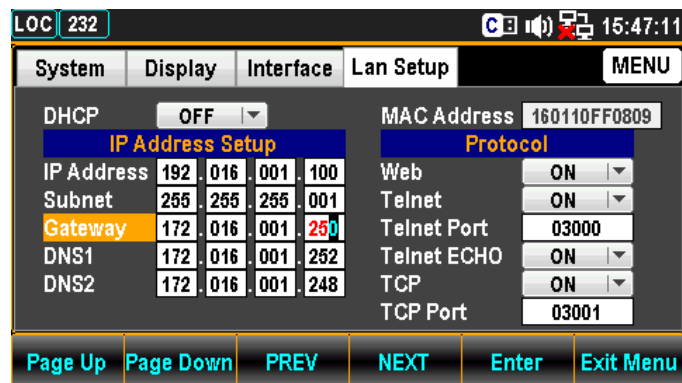 LOC 232 C 15:47:11
System Display Interface Lan Setup MENU
DHCP OFF MAC Address 160110FF0809
IP Address Setup Protocol
IP Address 192 . 016 . 001 . 100 Web ON
Subnet 255 . 255 . 255 . 001 Telnet ON
Gateway 172 . 016 . 001 . 250 Telnet Port 03000
DNS1 172 . 016 . 001 . 252 Telnet ECHO ON
DNS2 172 . 016 . 001 . 248 TCP ON
TCP Port 03001
Page Up Page Down PREV NEXT Enter Exit Menu